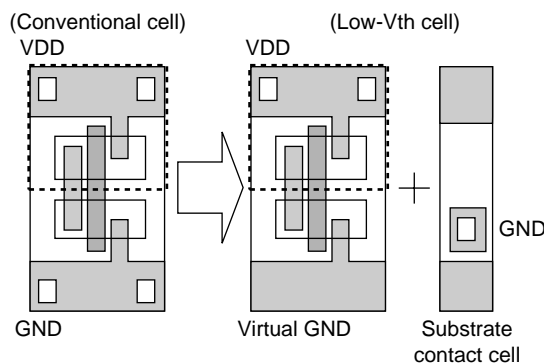 (Conventional cell)
(Low-Vth cell)
VDD
VDD
GND
GND
Virtual GND
Substrate
contact cell